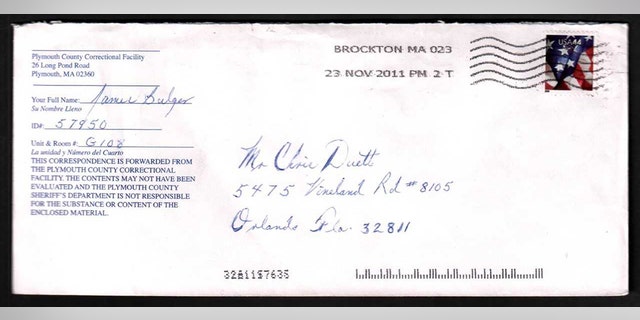 Plymouth County Correctional Facility
26 Long Pond Road
Plymouth, MA 02360
Your Full Name: James Bulger
Su Nombre Lleno
ID#: 57950
Unit & Room #: G 108
La unidad y Número del Cuarto
THIS CORRESPONDENCE IS FORWARDED FROM
THE PLYMOUTH COUNTY CORRECTIONAL
FACILITY. THE CONTENTS MAY NOT HAVE BEEN
EVALUATED AND THE PLYMOUTH COUNTY
SHERIFF'S DEPARTMENT IS NOT RESPONSIBLE
FOR THE SUBSTANCE OR CONTENT OF THE
ENCLOSED MATERIAL.
BROCKTON MA 023
23 NOV 2011 PM 2 T
USA 44
Mr Chris Duett
5475 Vineland Rd #8105
Orlando Fla. 32811
3281157635